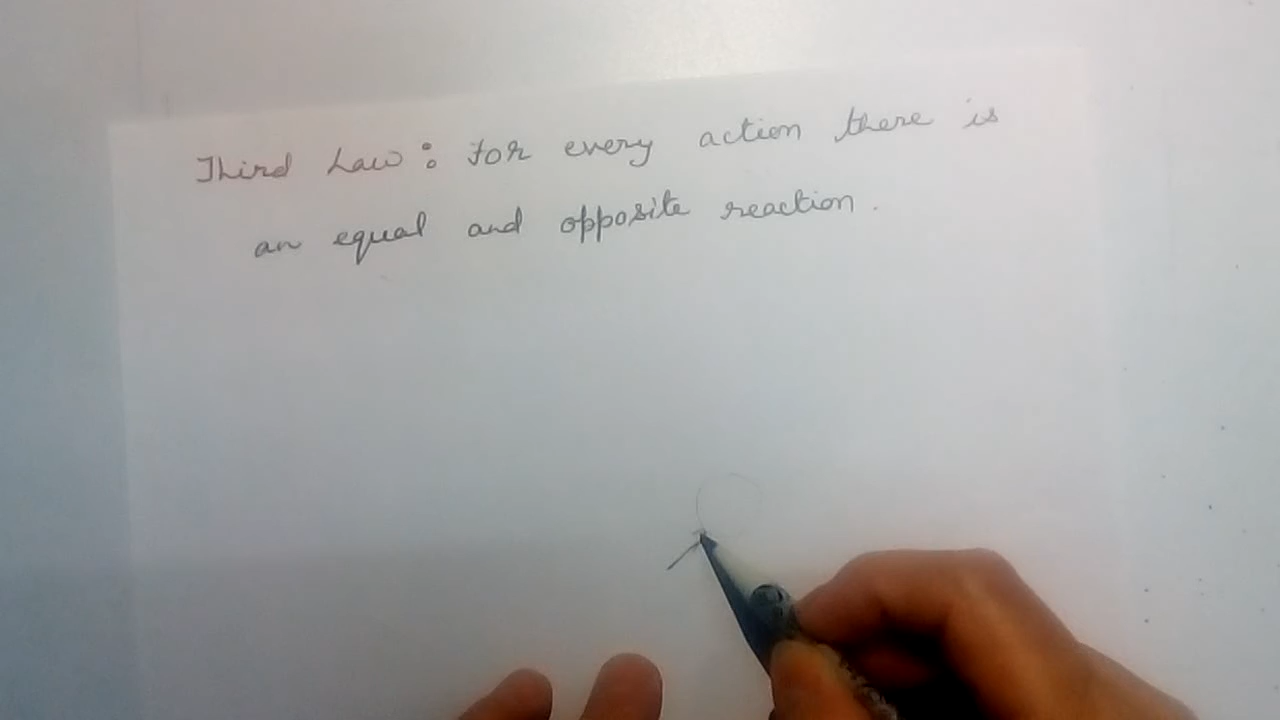 Third Law : For every action there is
an equal and opposite reaction.